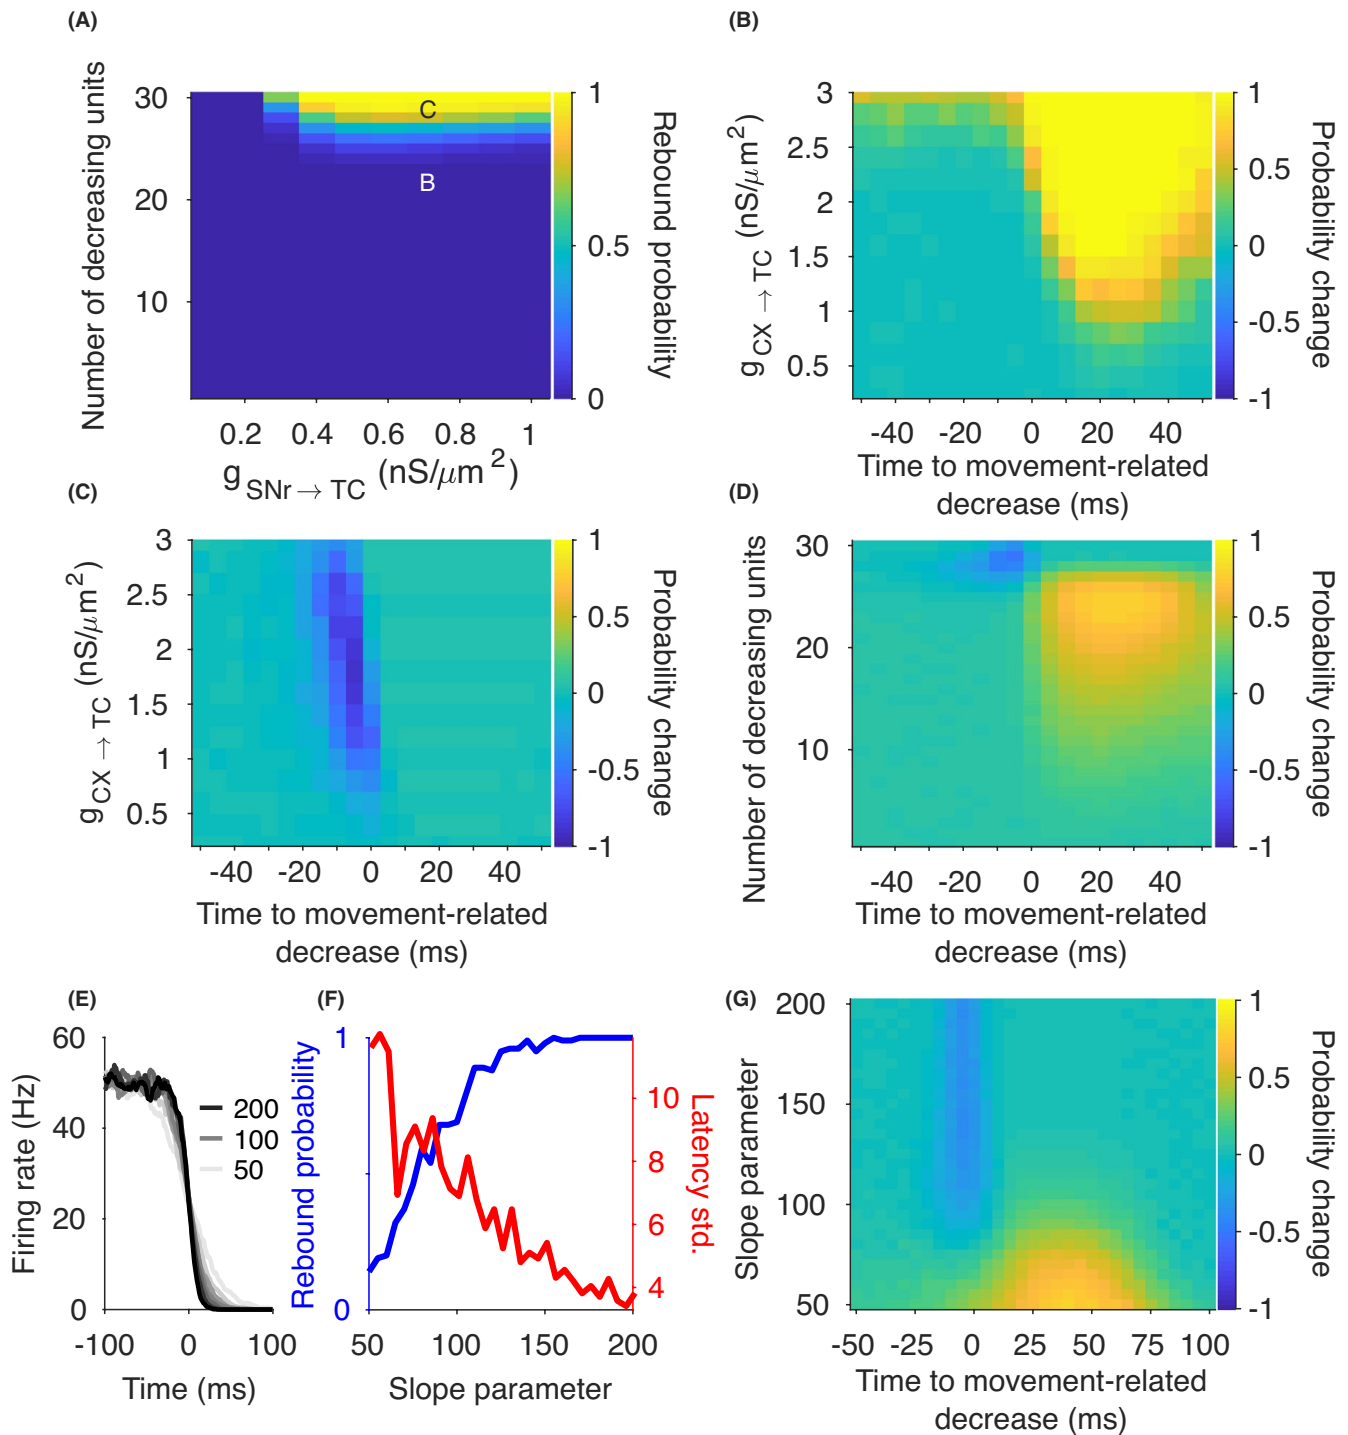 (A)
Number of decreasing units
30
20
10
C
B
0.2 0.4 0.6 0.8 1
g SNr → TC (nS/μm 2)
1
0.5
0
Rebound probability
(B)
g CX → TC (nS/μm2)
3
2.5
2
1.5
1
0.5
-40 -20 0 20 40
Time to movement-related
decrease (ms)
1
0.5
0
-0.5
-1
Probability change
(C)
g CX → TC (nS/μm2)
3
2.5
2
1.5
1
0.5
-40 -20 0 20 40
Time to movement-related
decrease (ms)
1
0.5
0
-0.5
-1
Probability change
(D)
Number of decreasing units
30
20
10
-40 -20 0 20 40
Time to movement-related
decrease (ms)
1
0.5
0
-0.5
-1
Probability change
(E)
Firing rate (Hz)
60
40
20
0
200
100
50
-100 0 100
Time (ms)
(F)
Rebound probability
1
0
50 100 150 200
Slope parameter
10
8
6
4
Latency std.
(G)
Slope parameter
200
150
100
50
-50 -25 0 25 50 75 100
Time to movement-related
decrease (ms)
1
0.5
0
-0.5
-1
Probability change